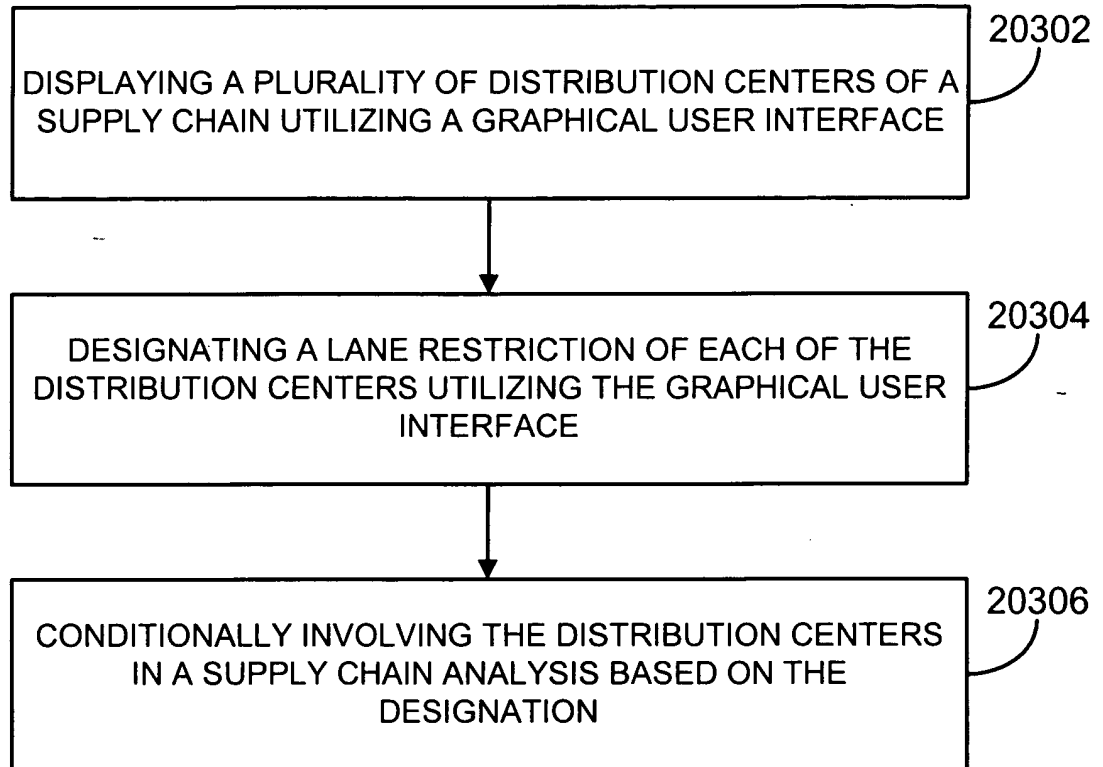 20302
DISPLAYING A PLURALITY OF DISTRIBUTION CENTERS OF A
SUPPLY CHAIN UTILIZING A GRAPHICAL USER INTERFACE
20304
DESIGNATING A LANE RESTRICTION OF EACH OF THE
DISTRIBUTION CENTERS UTILIZING THE GRAPHICAL USER
INTERFACE
20306
CONDITIONALLY INVOLVING THE DISTRIBUTION CENTERS
IN A SUPPLY CHAIN ANALYSIS BASED ON THE
DESIGNATION